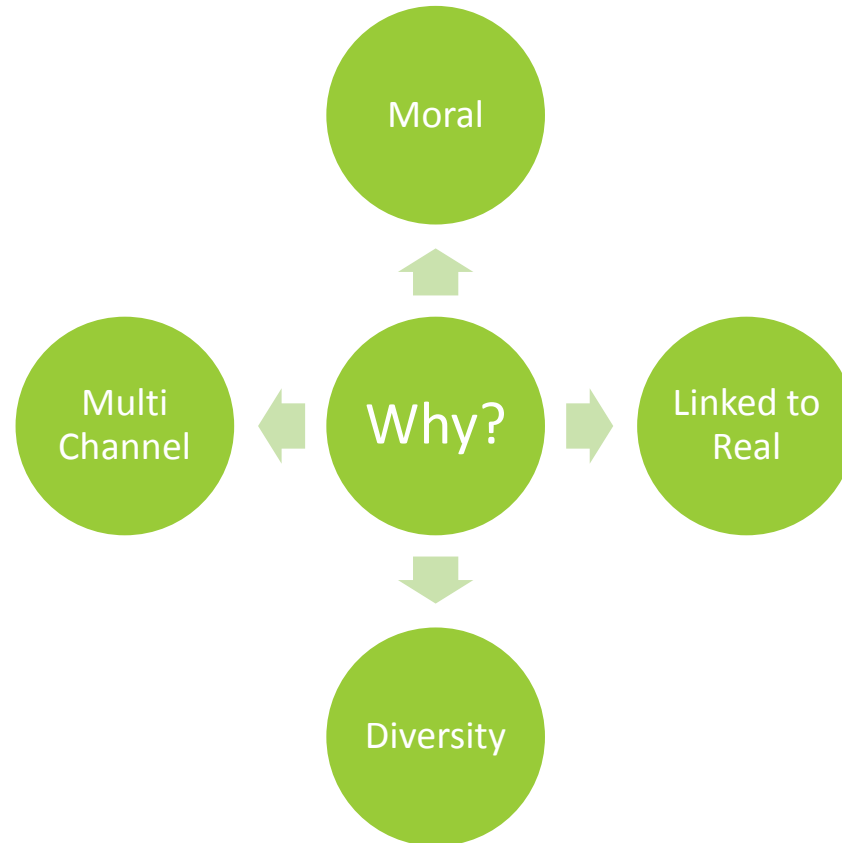 Moral
Multi
Channel
Why?
Linked to
Real
Diversity